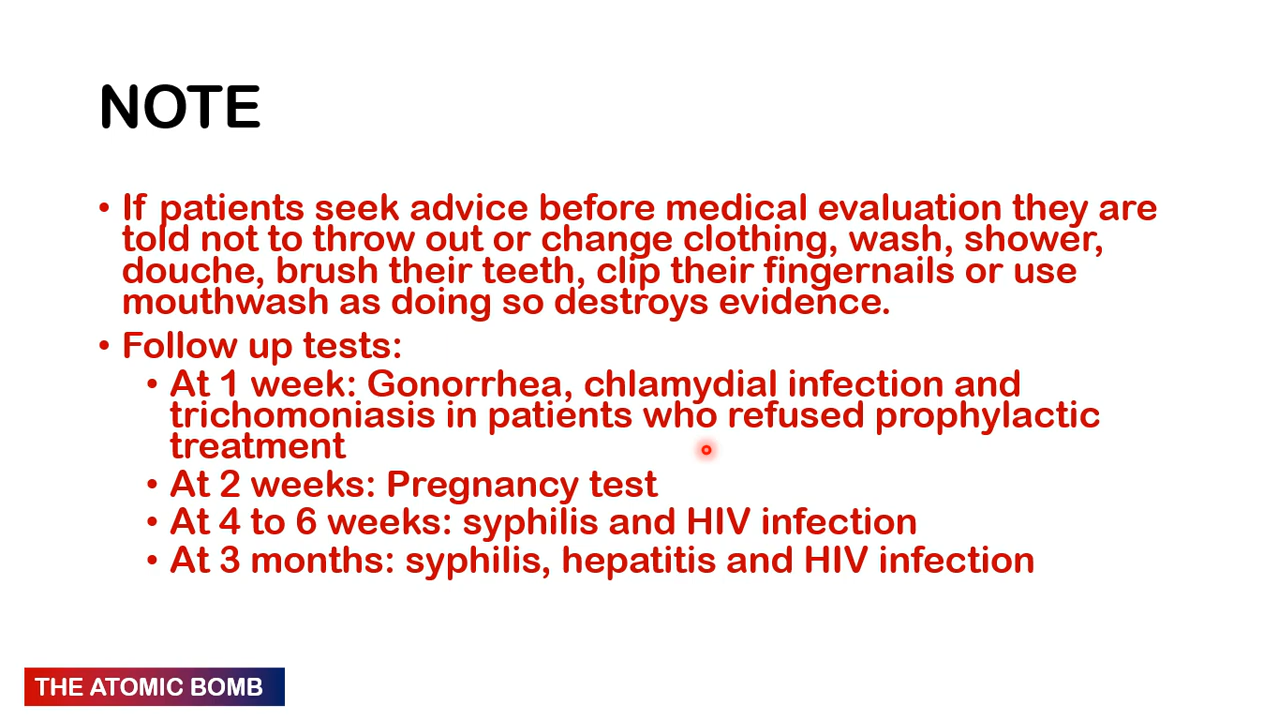 NOTE
• If patients seek advice before medical evaluation they are
told not to throw out or change clothing, wash, shower,
douche, brush their teeth, clip their fingernails or use
mouthwash as doing so destroys evidence.
• Follow up tests:
• At 1 week: Gonorrhea, chlamydial infection and
trichomoniasis in patients who refused prophylactic
treatment
• At 2 weeks: Pregnancy test
• At 4 to 6 weeks: syphilis and HIV infection
• At 3 months: syphilis, hepatitis and HIV infection
THE ATOMIC BOMB